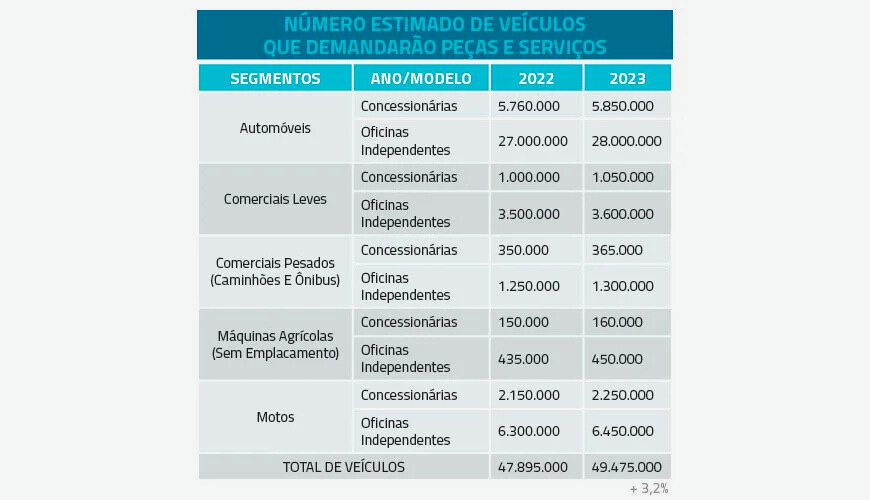 NÚMERO ESTIMADO DE VEÍCULOS
QUE DEMANDARÃO PEÇAS E SERVIÇOS
SEGMENTOS ANO/MODELO 2022 2023
Automóveis
Concessionárias 5.760.000 5.850.000
Oficinas
Independentes 27.000.000 28.000.000
Comerciais Leves
Concessionárias 1.000.000 1.050.000
Oficinas
Independentes 3.500.000 3.600.000
Comerciais Pesados
(Caminhões E Ônibus)
Concessionárias 350.000 365.000
Oficinas
Independentes 1.250.000 1.300.000
Máquinas Agrícolas
(Sem Emplacamento)
Concessionárias 150.000 160.000
Oficinas
Independentes 435.000 450.000
Motos
Concessionárias 2.150.000 2.250.000
Oficinas
Independentes 6.300.000 6.450.000
TOTAL DE VEÍCULOS 47.895.000 49.475.000
+ 3,2%